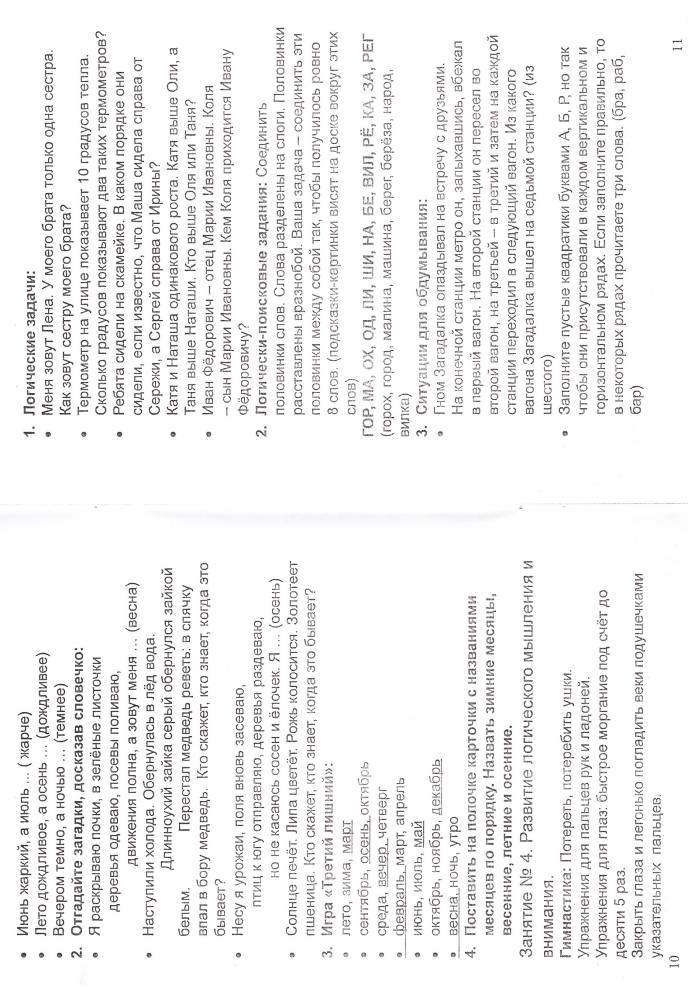 • Июнь жаркий, а июль … ( жарче)
• Лето дождливое, а осень … (дождливее)
• Вечером темно, а ночью … (темнее)
2. Отгадайте загадки, досказав словечко:
• Я раскрываю почки, в зелёные листочки
деревья одеваю, посевы поливаю,
движения полна, а зовут меня … (весна)
• Наступили холода. Обернулась в лёд вода.
Длинноухий зайка серый обернулся зайкой
белым. Перестал медведь реветь: в спячку
впал в бору медведь. Кто скажет, кто знает, когда это
бывает?
• Несу я урожаи, поля вновь засеваю,
птиц к югу отправляю, деревья раздеваю,
но не касаюсь сосен и ёлочек. Я … (осень)
• Солнце печёт. Липа цветёт. Рожь колосится. Золотеет
пшеница. Кто скажет, кто знает, когда это бывает?
3. Игра «Третий лишний»:
• лето, зима, март
• сентябрь, осень, октябрь
• среда, вечер, четверг
• февраль, март, апрель
• июнь, июль, май
• октябрь, ноябрь, декабрь
• весна, ночь, утро
4. Поставить на полочке карточки с названиями
месяцев по порядку. Назвать зимние месяцы,
весенние, летние и осенние.
Занятие № 4. Развитие логического мышления и
внимания.
Гимнастика: Потереть, потеребить ушки.
Упражнения для пальцев рук и ладоней.
Упражнения для глаз: быстрое моргание под счёт до
десяти 5 раз.
Закрыть глаза и легонько погладить веки подушечками
указательных пальцев.
10
1. Логические задачи:
• Меня зовут Лена. У моего брата только одна сестра.
Как зовут сестру моего брата?
• Термометр на улице показывает 10 градусов тепла.
Сколько градусов показывают два таких термометров?
• Ребята сидели на скамейке. В каком порядке они
сидели, если известно, что Маша сидела справа от
Сережи, а Сергей справа от Ирины?
• Катя и Наташа одинакового роста. Катя выше Оли, а
Таня выше Наташи. Кто выше Оля или Таня?
• Иван Фёдорович – отец Марии Ивановны. Коля
– сын Марии Ивановны. Кем Коля приходится Ивану
Фёдоровичу?
2. Логически-поисковые задания: Соединить
половинки слов. Слова разделены на слоги. Половинки
расставлены вразнобой. Ваша задача – соединить эти
половинки между собой так, чтобы получилось ровно
8 слов. (подсказки-картинки висят на доске вокруг этих
слов)
ГОР, МА, ОХ, ОД, ЛИ, ШИ, НА, БЕ, ВИЛ, РЁ, КА, ЗА, РЕГ
(горох, город, малина, машина, берег, берёза, народ,
вилка)
3. Ситуации для обдумывания:
• Гном Загадалка опаздывал на встречу с друзьями.
На конечной станции метро он, запыхавшись, вбежал
в первый вагон. На второй станции он пересел во
второй вагон, на третьей – в третий и затем на каждой
станции переходил в следующий вагон. Из какого
вагона Загадалка вышел на седьмой станции? (из
шестого)
• Заполните пустые квадратики буквами А, Б, Р, но так
чтобы они присутствовали в каждом вертикальном и
горизонтальном рядах. Если заполните правильно, то
в некоторых рядах прочитаете три слова. (бра, раб,
бар)
11